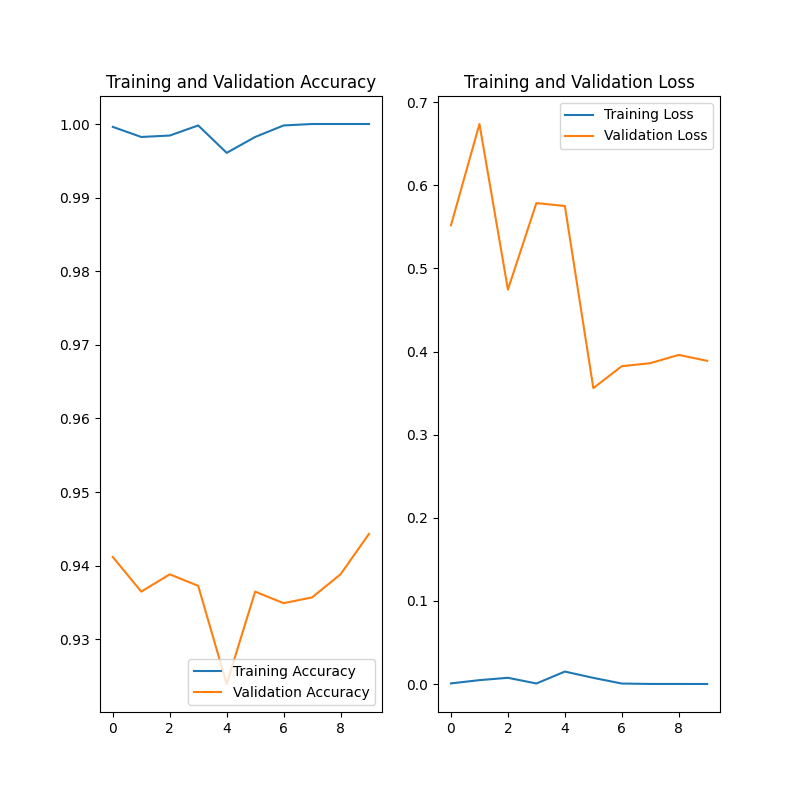 Training and Validation Accuracy
1.00
0.99
0.98
0.97
0.96
0.95
0.94
0.93
0 2 4 6 8
Training Accuracy
Validation Accuracy
Training and Validation Loss
0.7
0.6
0.5
0.4
0.3
0.2
0.1
0.0
0 2 4 6 8
Training Loss
Validation Loss